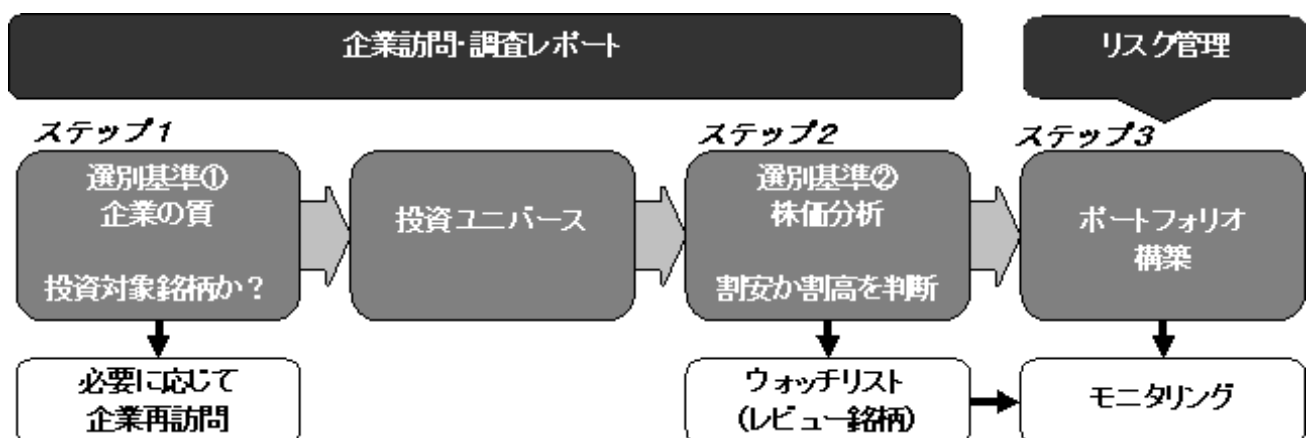 企業訪問・調査レポート
リスク管理
ステップ1
ステップ2
ステップ3
選別基準①
企業の質
投資対象銘柄か？
投資ユニバース
選別基準②
株価分析
割安か割高を判断
ポートフォリオ
構築
必要に応じて
企業再訪問
ウォッチリスト
(レビュー銘柄)
モニタリング